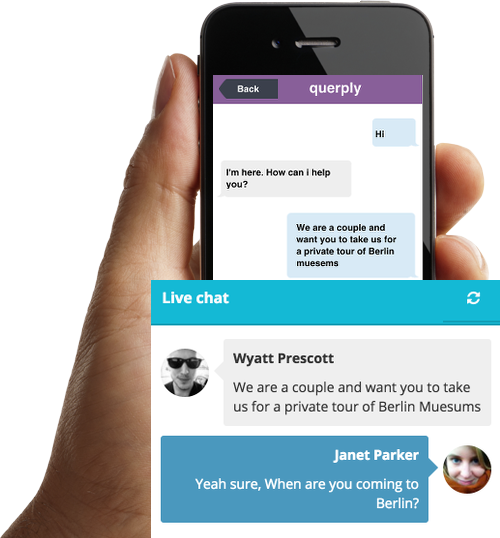 Back
querply
Hi
I'm here. How can i help
you?
We are a couple and
want you to take us for
a private tour of Berlin
muesems
Live chat
Wyatt Prescott
We are a couple and want you to take
us for a private tour of Berlin Muesums
Janet Parker
Yeah sure, When are you coming to
Berlin?